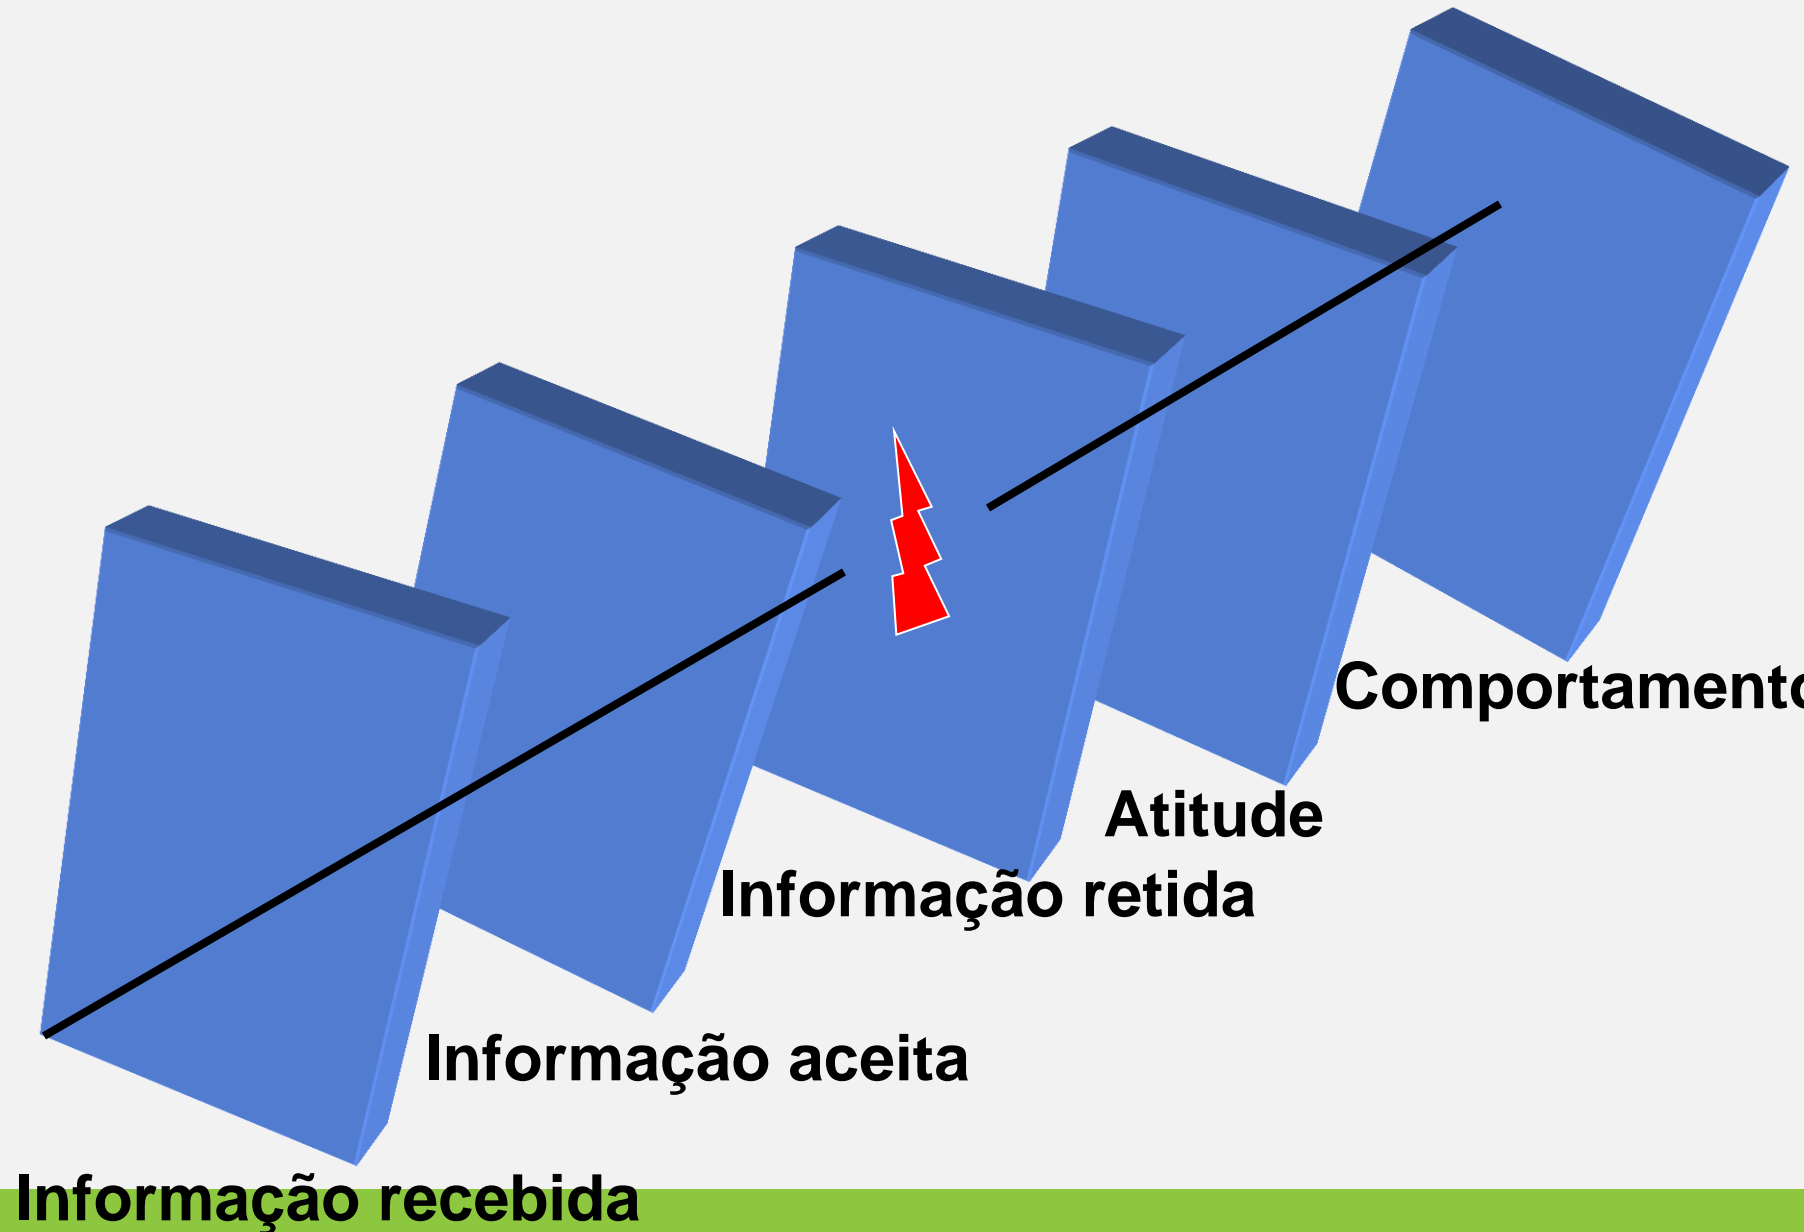 Comportamento
Atitude
Informação retida
Informação aceita
Informação recebida